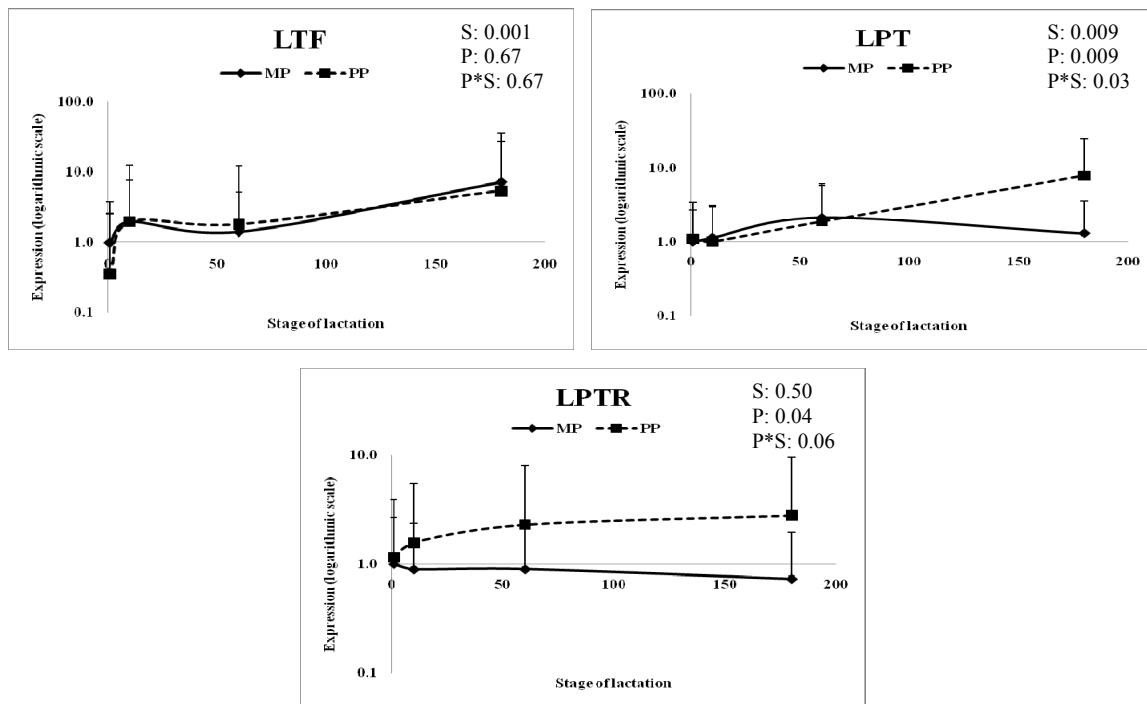 LTF
S: 0.001
P: 0.67
P*S: 0.67
MP PP
Expression (logarithmic scale)
100.0
10.0
1.0
0.1
0 50 100 150 200
Stage of lactation
LPT
S: 0.009
P: 0.009
P*S: 0.03
MP PP
Expression (logarithmic scale)
100.0
10.0
1.0
0.1
0 50 100 150 200
Stage of lactation
LPTR
S: 0.50
P: 0.04
P*S: 0.06
MP PP
Expression (logarithmic scale)
10.0
1.0
0.1
0 50 100 150 200
Stage of lactation